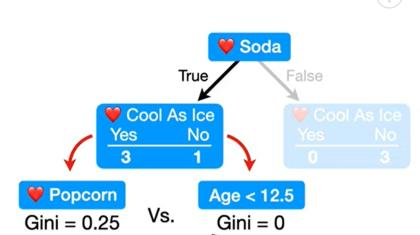 ❤️ Soda
True
False
❤️ Cool As Ice
Yes No
3 1
❤️ Cool As Ice
Yes No
0 3
❤️ Popcorn
Gini = 0.25
Vs.
Age < 12.5
Gini = 0